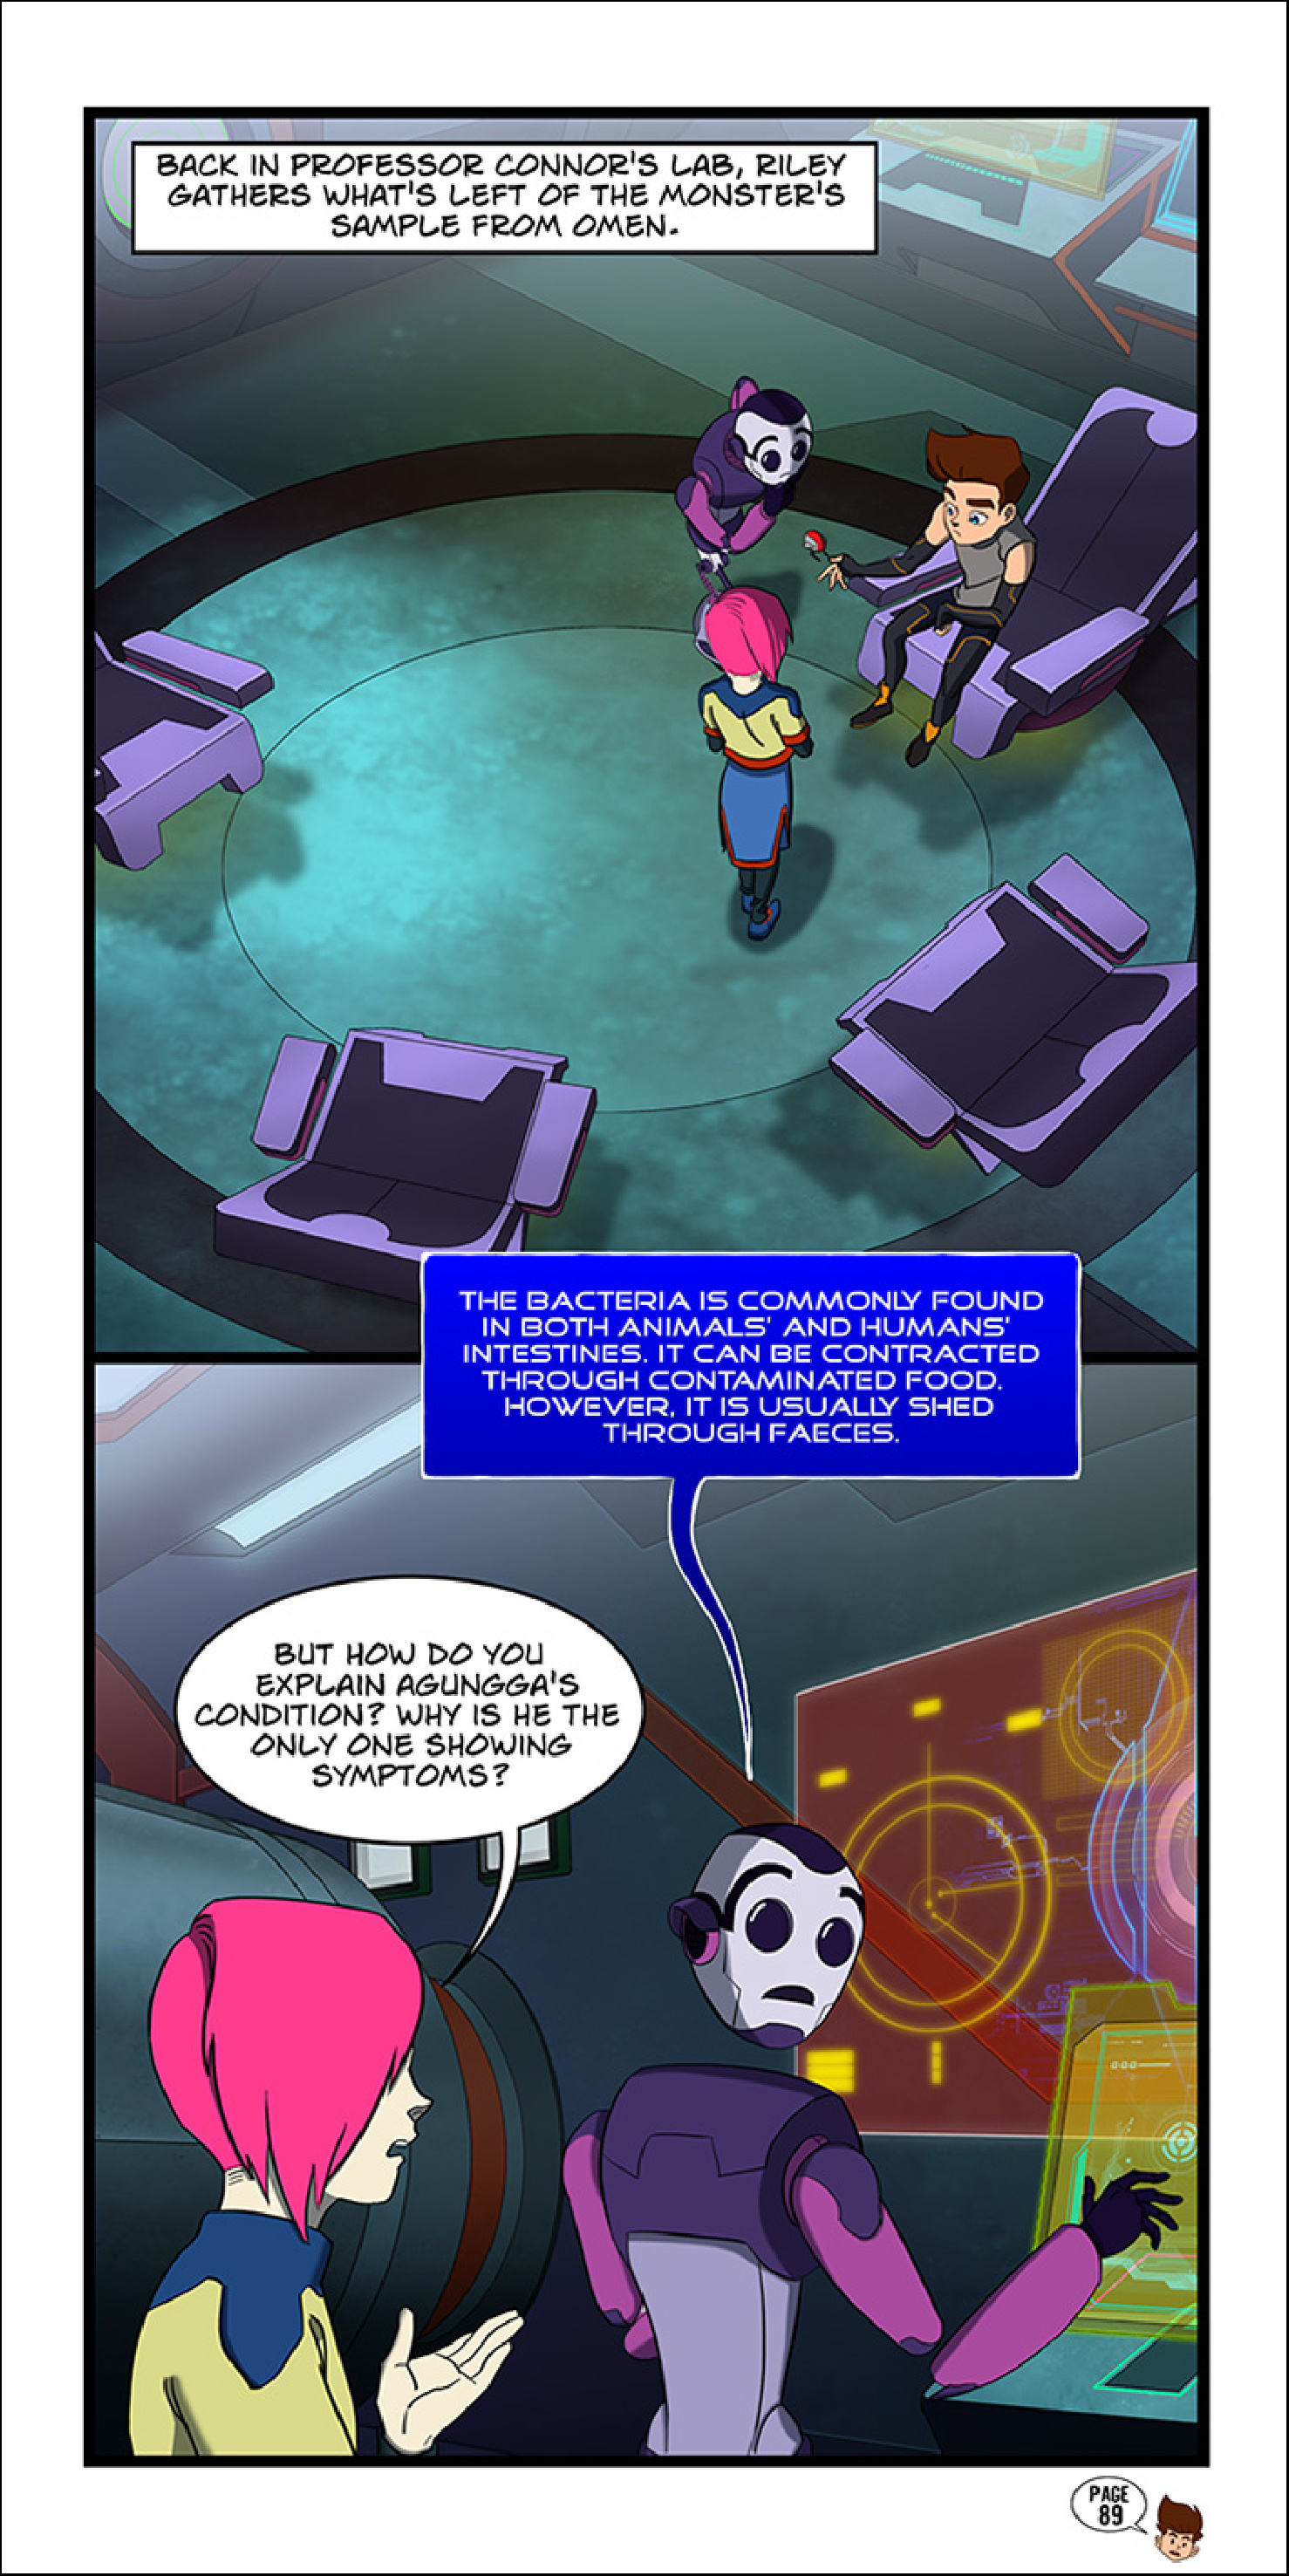 BACK IN PROFESSOR CONNOR'S LAB, RILEY
GATHERS WHAT'S LEFT OF THE MONSTER'S
SAMPLE FROM OMEN.
THE BACTERIA IS COMMONLY FOUND
IN BOTH ANIMALS' AND HUMANS'
INTESTINES. IT CAN BE CONTRACTED
THROUGH CONTAMINATED FOOD.
HOWEVER, IT IS USUALLY SHED
THROUGH FAECES.
BUT HOW DO YOU
EXPLAIN AGUNGGA'S
CONDITION? WHY IS HE THE
ONLY ONE SHOWING
SYMPTOMS?
PAGE
89